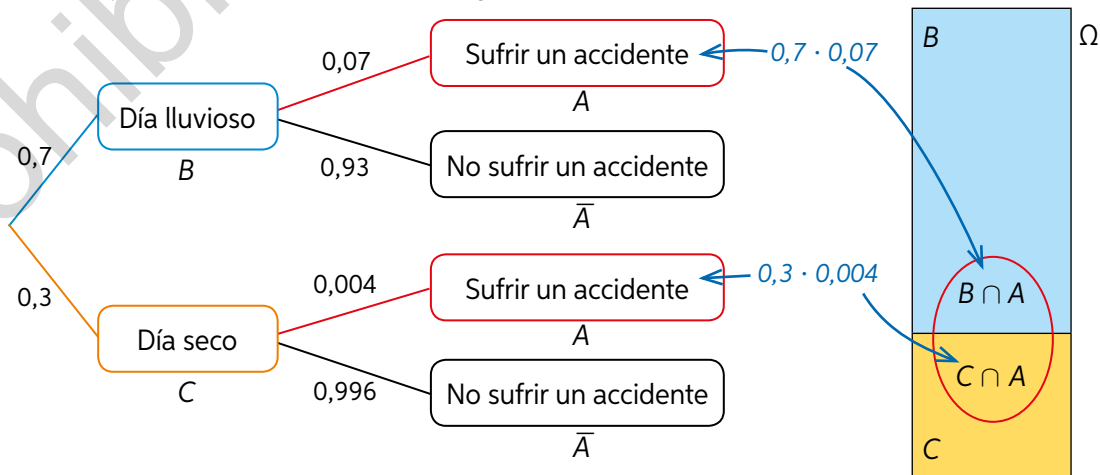 B
Ω
0,07
Sufrir un accidente
0,7 · 0,07
A
Día lluvioso
0,7
B
0,93
No sufrir un accidente
A̅
0,3
0,004
Sufrir un accidente
0,3 · 0,004
B ∩ A
A
Día seco
C
0,996
No sufrir un accidente
C ∩ A
A̅
C